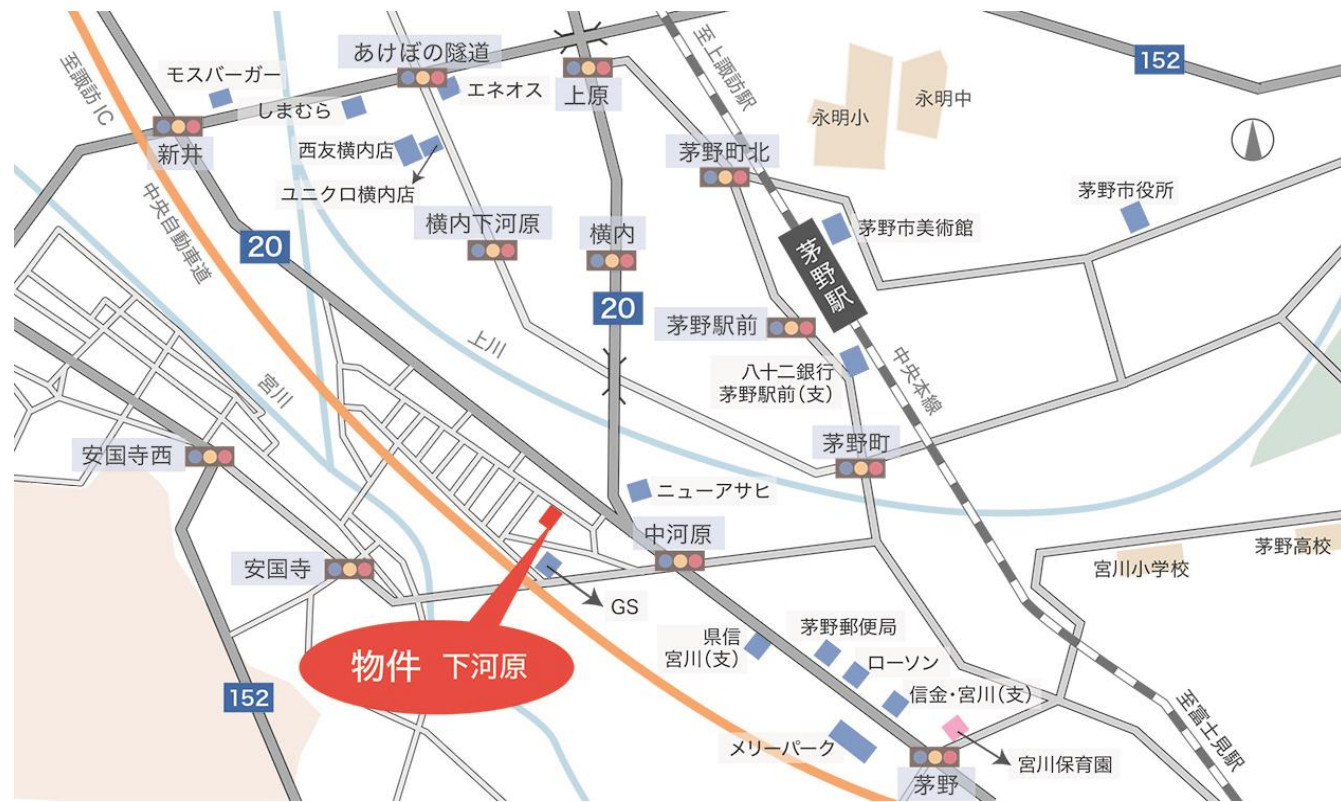 至諏訪IC
モスバーガー
しまむら
あけぼの隧道
エネオス
上原
至上諏訪駅
永明小
永明中
152
新井
西友横内店
ユニクロ横内店
茅野町北
茅野市役所
中央自動車道
20
横内下河原
横内
茅野市美術館
茅野駅
20
茅野駅前
上川
八十二銀行
茅野駅前(支)
中央本線
宮川
安国寺西
茅野町
ニューアサヒ
中河原
安国寺
宮川小学校
茅野高校
GS
物件 下河原
県信
宮川(支)
茅野郵便局
ローソン
信金・宮川(支)
152
メリーパーク
茅野
宮川保育園
至富士見駅